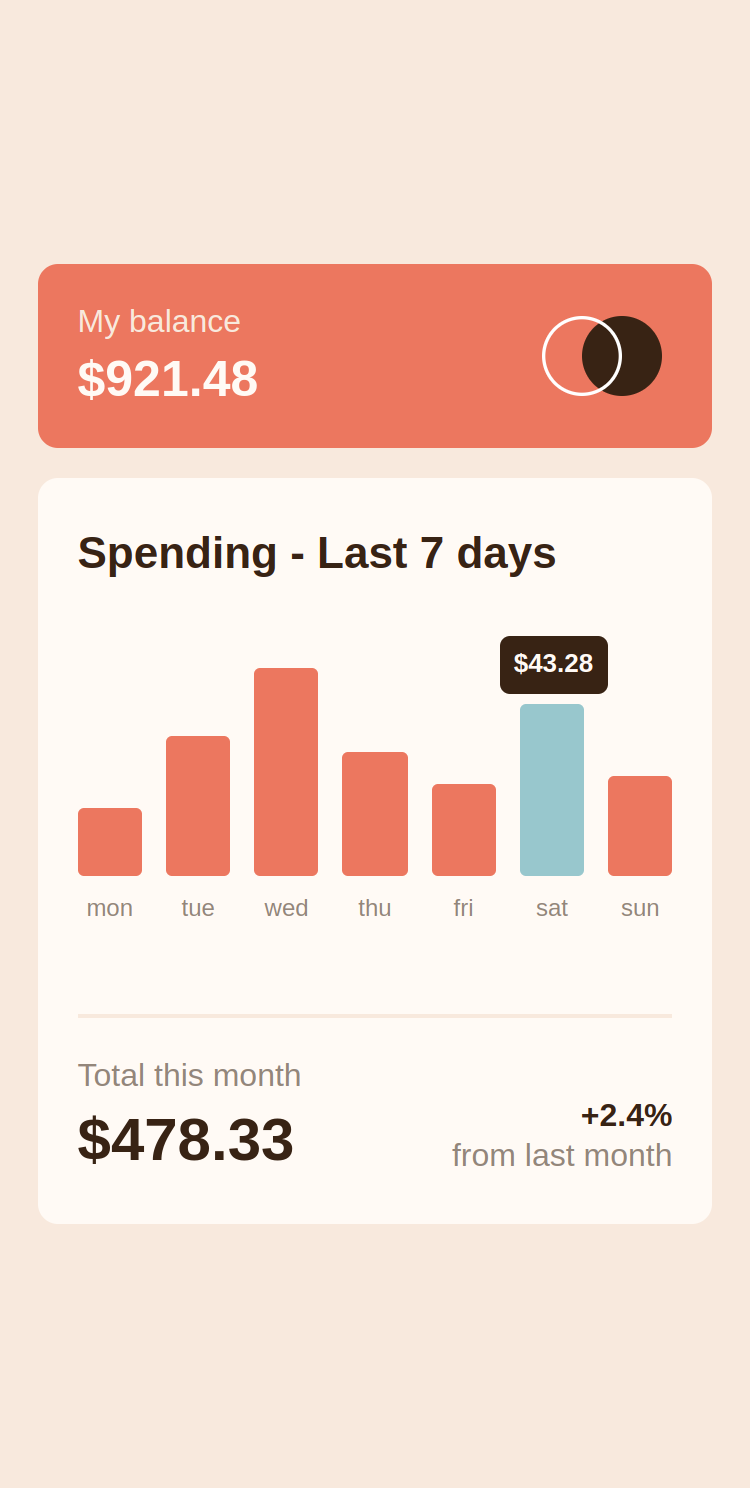 My balance
$921.48
Spending - Last 7 days
$43.28
mon tue wed thu fri sat sun
Total this month
$478.33
+2.4%
from last month